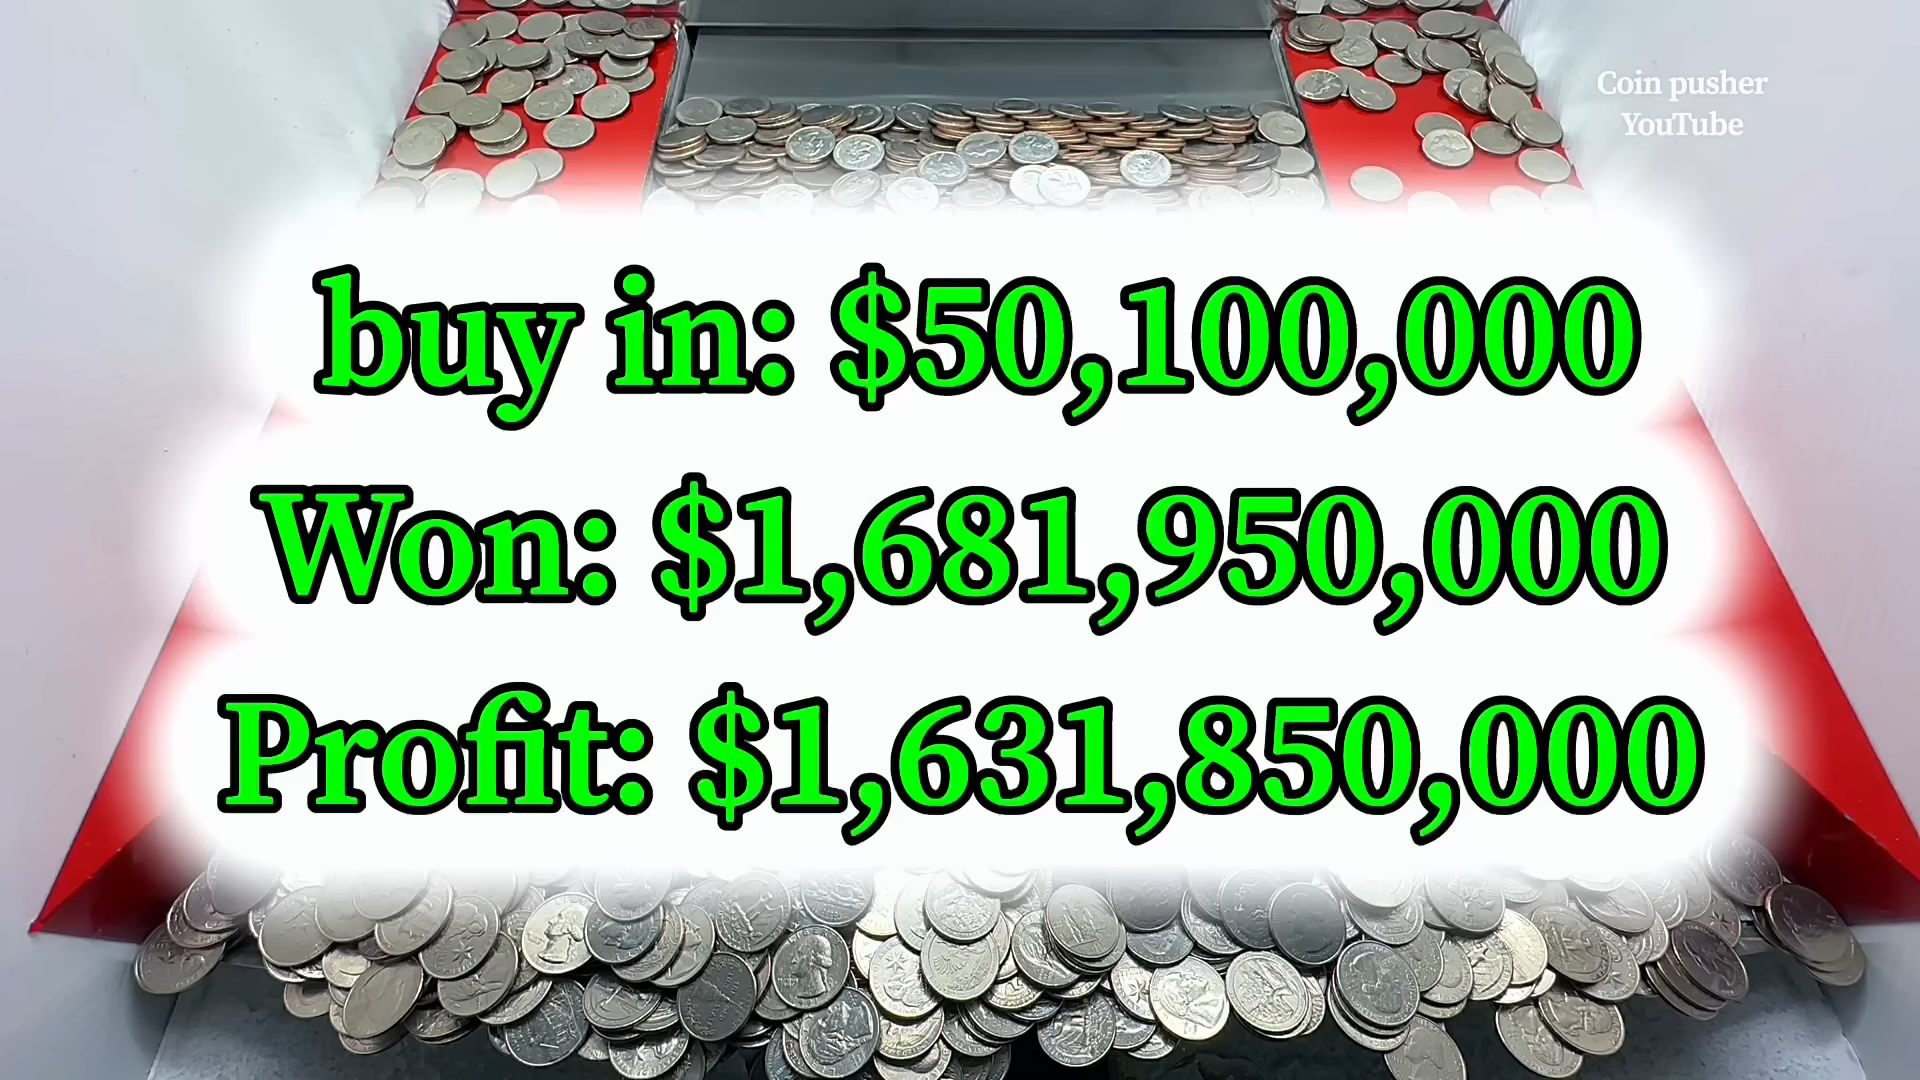 Coin pusher
YouTube
buy in: $50,100,000
Won: $1,681,950,000
Profit: $1,631,850,000